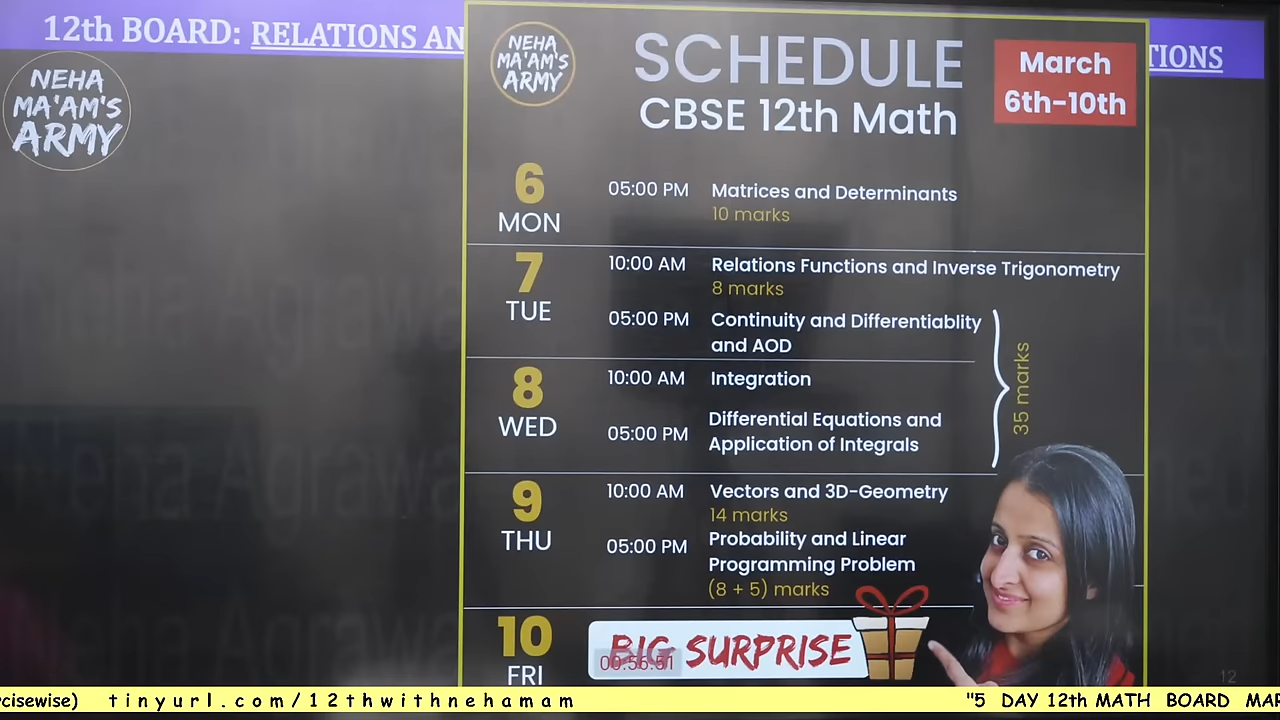 12th BOARD: RELATIONS AN
TIONS
NEHA
MA'AM'S
ARMY
NEHA
MA'AM'S
ARMY
SCHEDULE
CBSE 12th Math
March
6th-10th
6
MON
05:00 PM
Matrices and Determinants
10 marks
7
TUE
10:00 AM
Relations Functions and Inverse Trigonometry
8 marks
05:00 PM
Continuity and Differentiablity
and AOD
8
WED
10:00 AM
Integration
05:00 PM
Differential Equations and
Application of Integrals
35 marks
9
THU
10:00 AM
Vectors and 3D-Geometry
14 marks
05:00 PM
Probability and Linear
Programming Problem
(8 + 5) marks
10
FRI
BIG SURPRISE
00:56:51
12
cisewise) tinyurl.com/12thwithnehamam
"5 DAY 12th MATH BOARD MAR